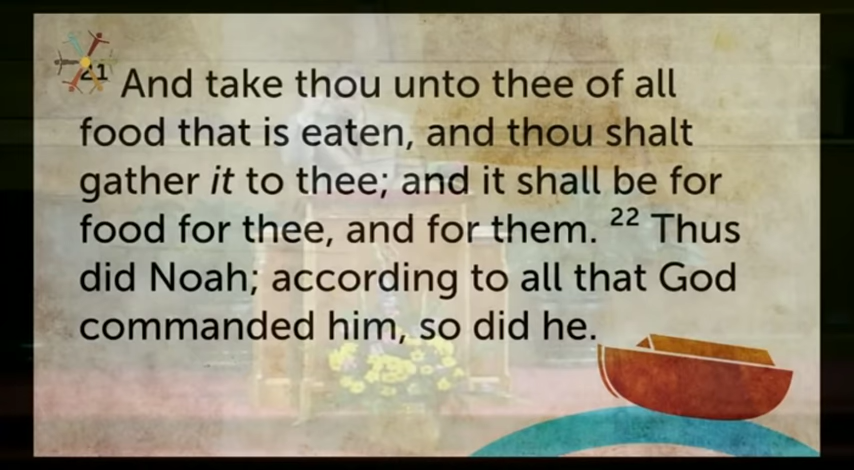 21 And take thou unto thee of all
food that is eaten, and thou shalt
gather it to thee; and it shall be for
food for thee, and for them. 22 Thus
did Noah; according to all that God
commanded him, so did he.